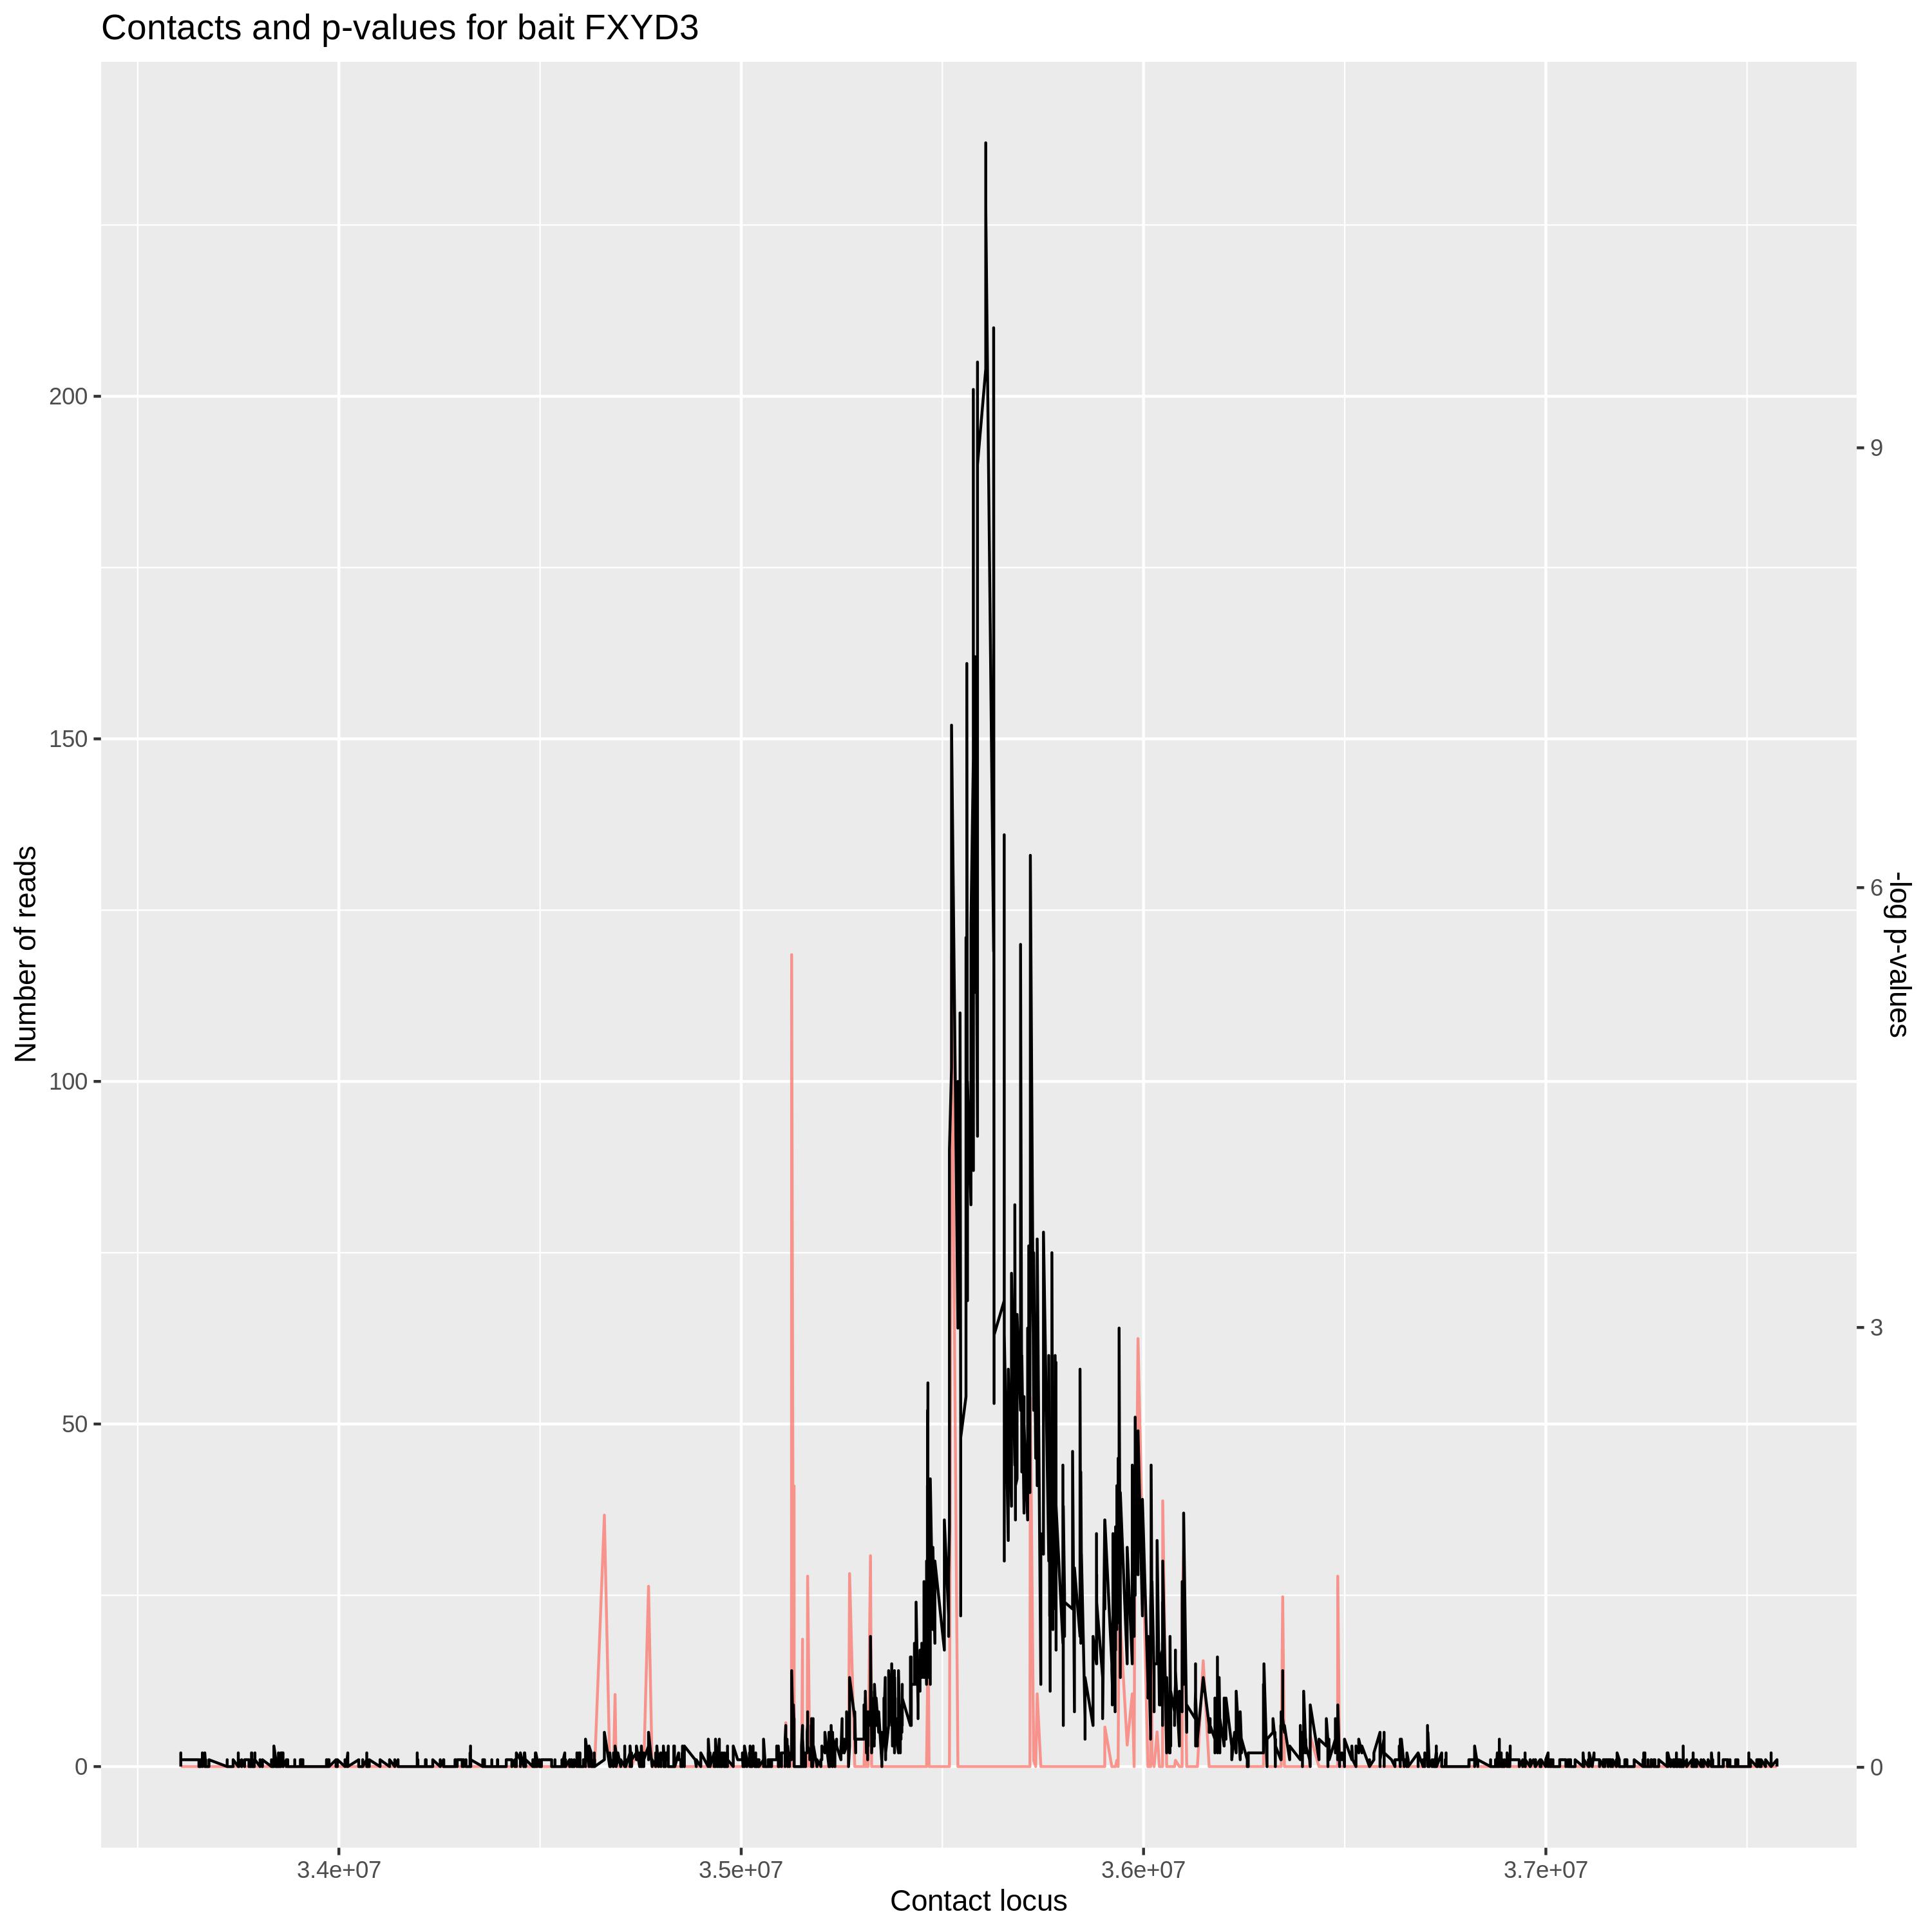 Contacts and p-values for bait FXYD3
200
150
100
50
0
Number of reads
9
6
3
0
-log p-values
3.4e+07
3.5e+07
3.6e+07
3.7e+07
Contact locus